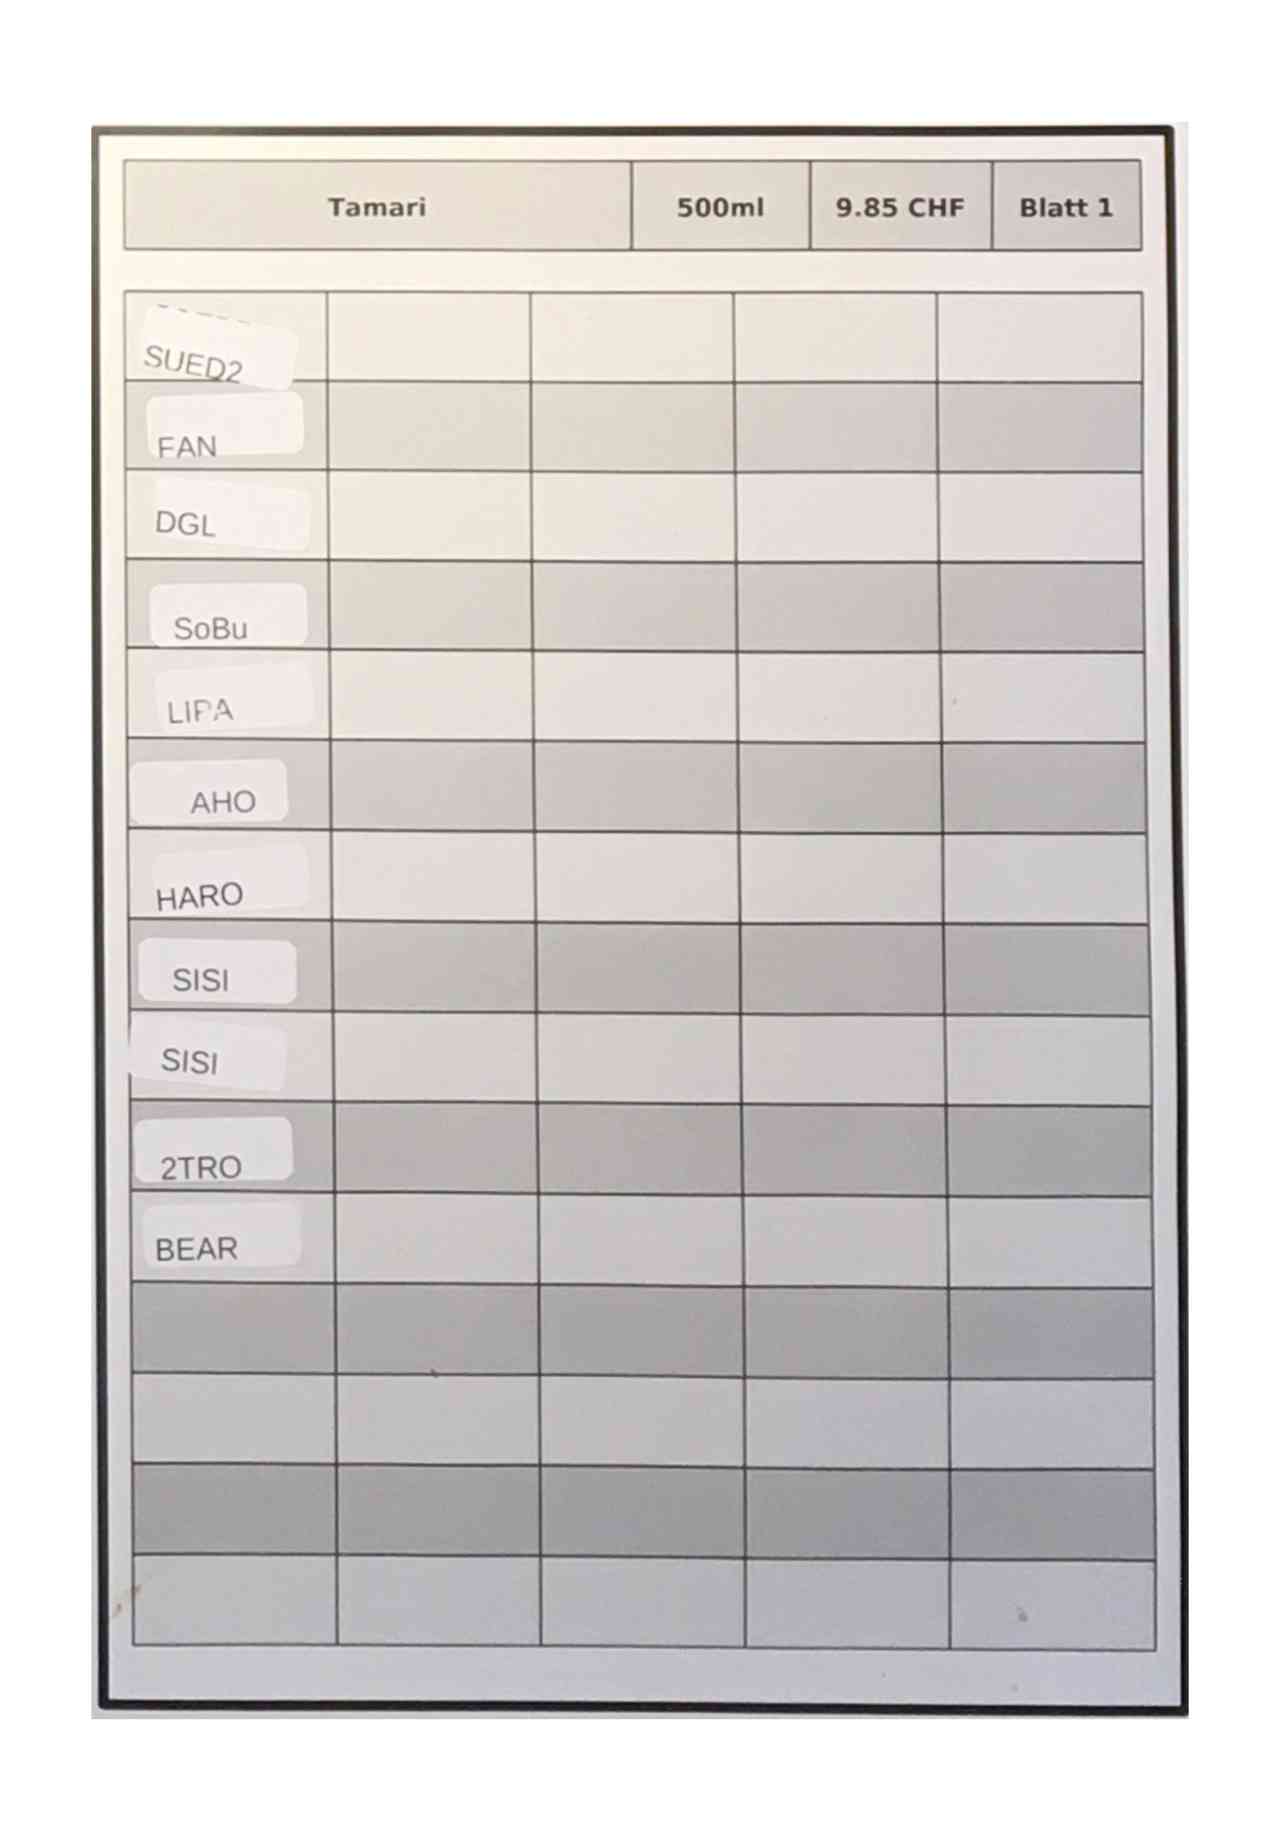 Tamari 500ml 9.85 CHF Blatt 1
SUED2
FAN
DGL
SoBu
LIPA
AHO
HARO
SISI
SISI
2TRO
BEAR